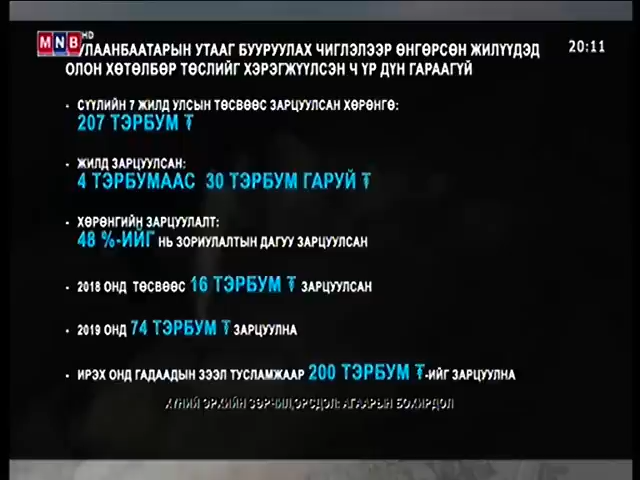 MNB HD
УЛААНБААТАРЫН УТААГ БУУРУУЛАХ ЧИГЛЭЛЭЭР ӨНГӨРСӨН ЖИЛҮҮДЭД
20:11
ОЛОН ХӨТӨЛБӨР ТӨСЛИЙГ ХЭРЭГЖҮҮЛСЭН Ч ҮР ДҮН ГАРААГҮЙ
- СҮҮЛИЙН 7 ЖИЛД УЛСЫН ТӨСВӨӨС ЗАРЦУУЛСАН ХӨРӨНГӨ:
207 ТЭРБУМ ₮
- ЖИЛД ЗАРЦУУЛСАН:
4 ТЭРБУМААС 30 ТЭРБУМ ГАРУЙ ₮
- ХӨРӨНГИЙН ЗАРЦУУЛАЛТ:
48 %-ИЙГ НЬ ЗОРИУЛАЛТЫН ДАГУУ ЗАРЦУУЛСАН
- 2018 ОНД ТӨСВӨӨС 16 ТЭРБУМ ₮ ЗАРЦУУЛСАН
- 2019 ОНД 74 ТЭРБУМ ₮ ЗАРЦУУЛНА
- ИРЭХ ОНД ГАДААДЫН ЗЭЭЛ ТУСЛАМЖААР 200 ТЭРБУМ ₮-ИЙГ ЗАРЦУУЛНА
ХҮНИЙ ЭРХИЙН ЗӨРЧИЛ,ЭРСДЭЛ: АГААРЫН БОХИРДОЛ